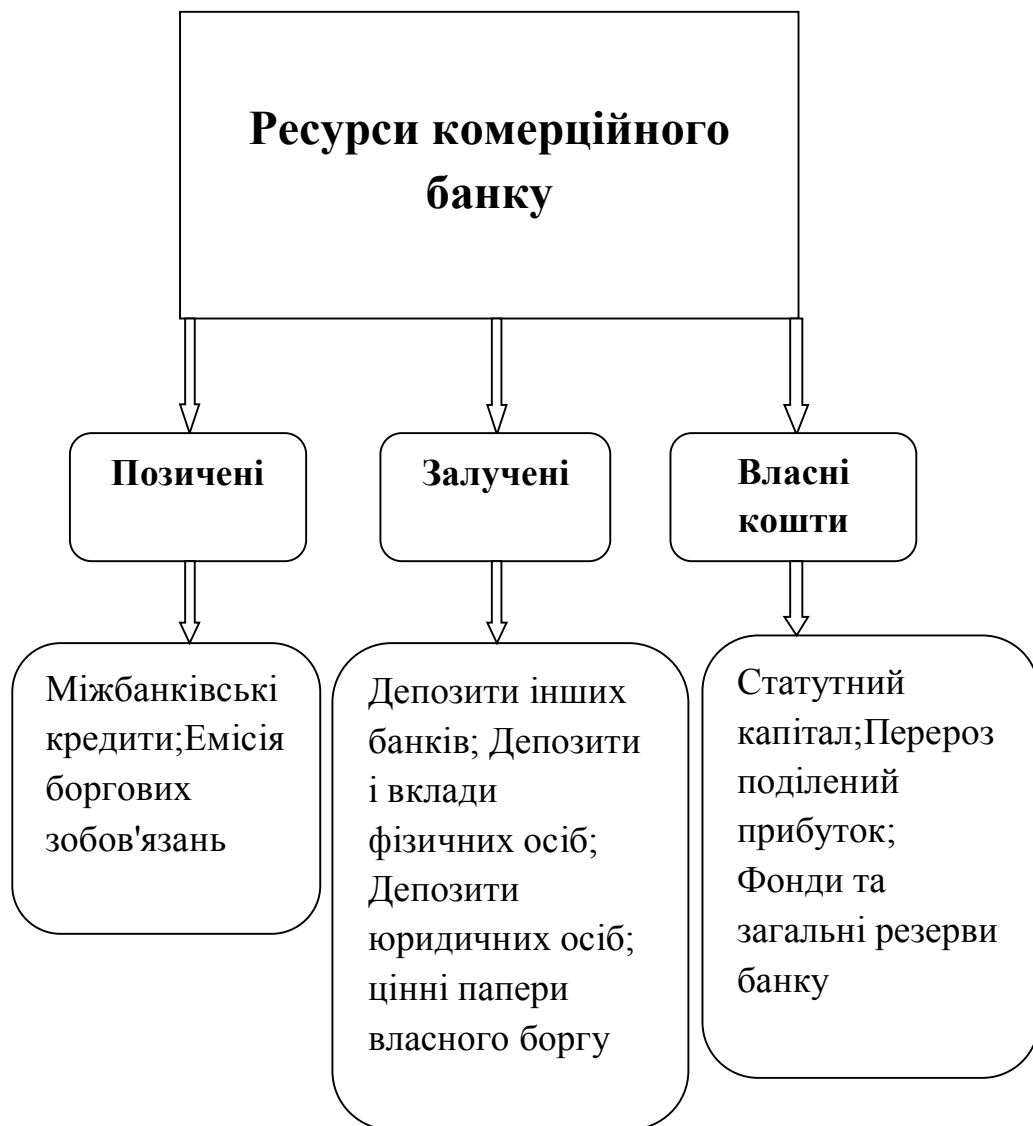 Ресурси комерційного
банку
Позичені
Залучені
Власні
кошти
Міжбанківські
кредити;Емісія
боргових
зобов'язань
Депозити інших
банків; Депозити
і вклади
фізичних осіб;
Депозити
юридичних осіб;
цінні папери
власного боргу
Статутний
капітал;Перероз
поділений
прибуток;
Фонди та
загальні резерви
банку